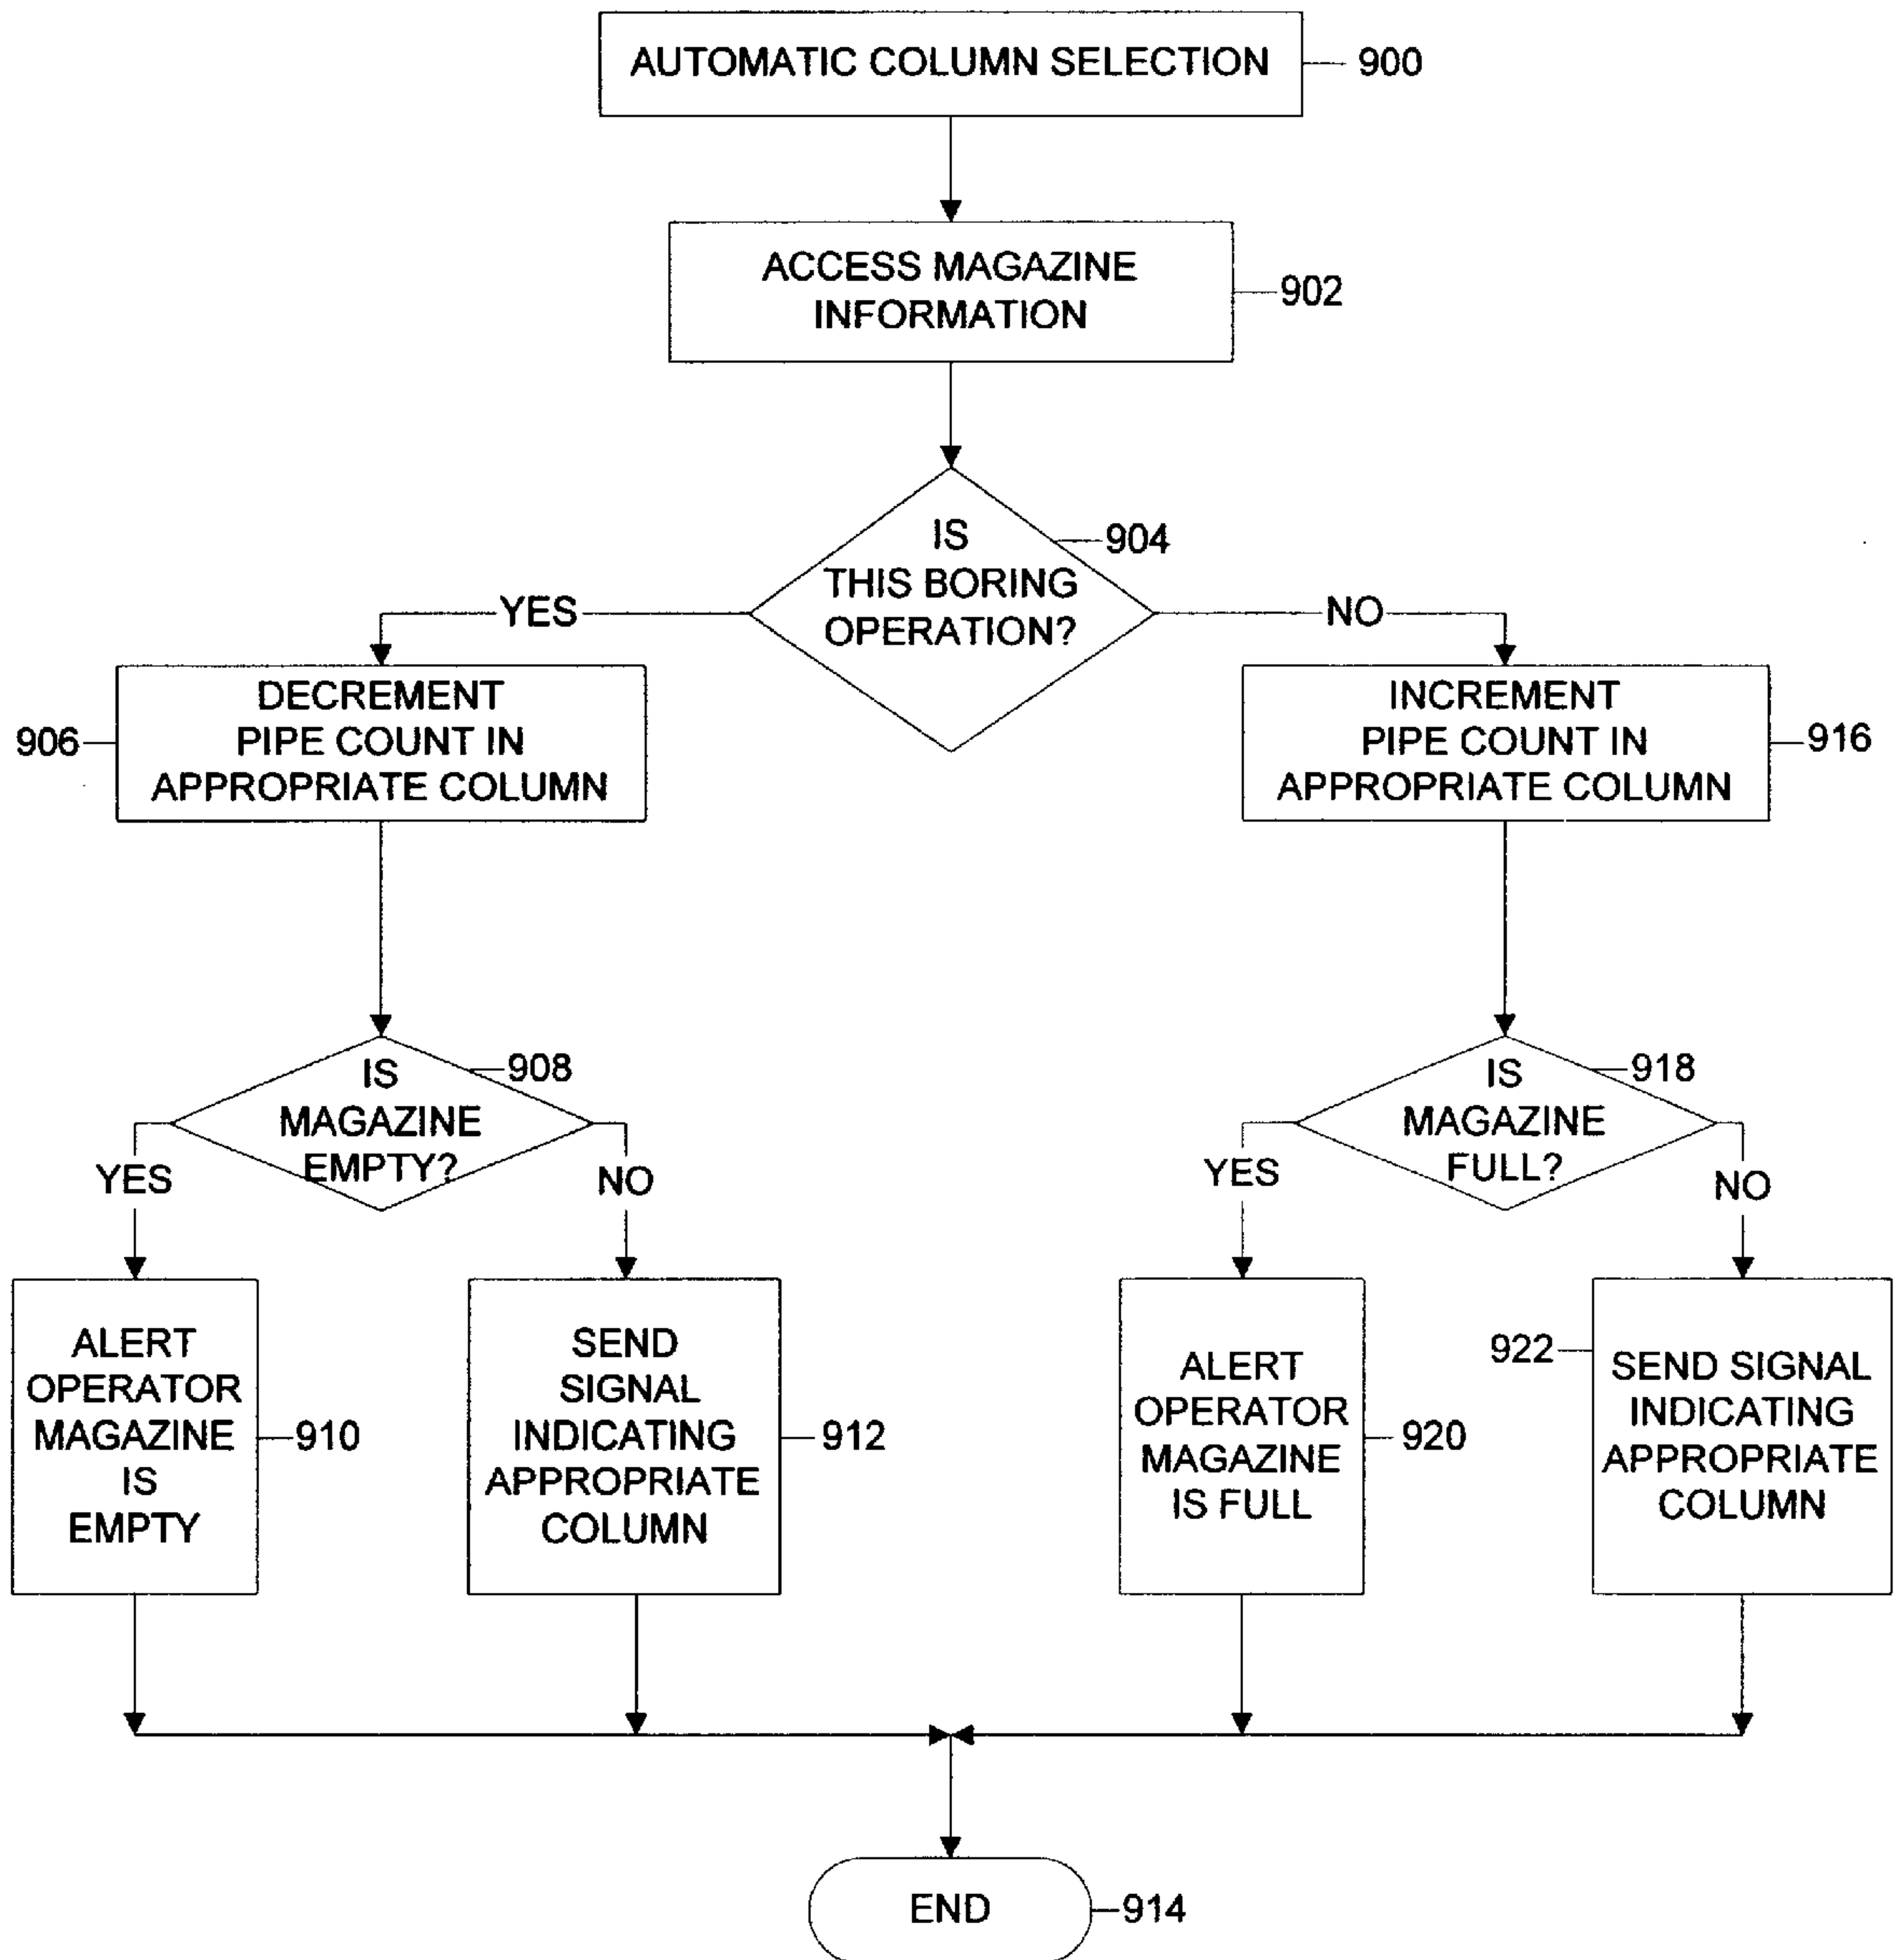 AUTOMATIC COLUMN SELECTION
900
ACCESS MAGAZINE
INFORMATION
902
IS
THIS BORING
OPERATION?
904
YES
NO
DECREMENT
PIPE COUNT IN
APPROPRIATE COLUMN
906
INCREMENT
PIPE COUNT IN
APPROPRIATE COLUMN
916
IS
MAGAZINE
EMPTY?
908
YES
NO
IS
MAGAZINE
FULL?
918
YES
NO
ALERT
OPERATOR
MAGAZINE
IS
EMPTY
910
SEND
SIGNAL
INDICATING
APPROPRIATE
COLUMN
912
ALERT
OPERATOR
MAGAZINE
IS FULL
920
922
SEND SIGNAL
INDICATING
APPROPRIATE
COLUMN
END
914